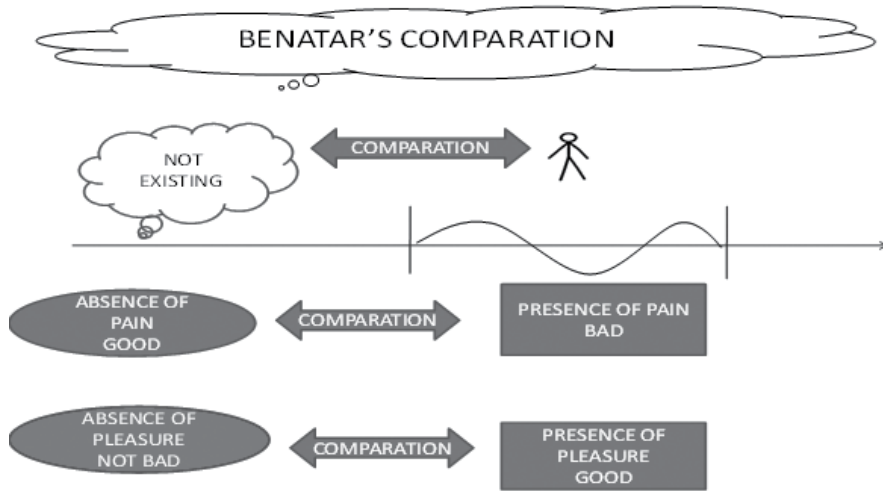 BENATAR'S COMPARATION
NOT
EXISTING
COMPARATION
ABSENCE OF
PAIN
GOOD
COMPARATION
PRESENCE OF PAIN
BAD
ABSENCE OF
PLEASURE
NOT BAD
COMPARATION
PRESENCE OF
PLEASURE
GOOD